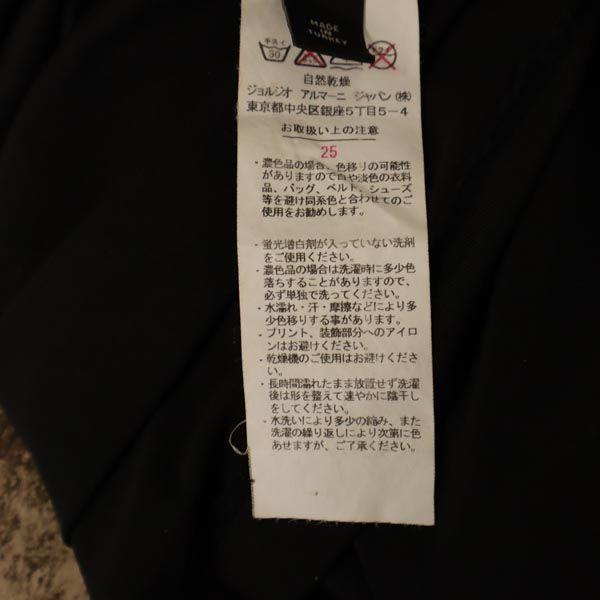 MADE
IN
TURKEY
手洗イ
30
自然乾燥
ジョルジオ アルマーニ ジャパン(株)
東京都中央区銀座5丁目5-4
お取扱い上の注意
25
・濃色品の場合、色移りの可能性
がありますので白や淡色の衣料
品、バッグ、ベルト、シューズ
等を避け同系色と合わせてのご
使用をお勧めします。
・蛍光増白剤が入っていない洗剤
をご使用ください。
・濃色品の場合は洗濯時に多少色
落ちすることがありますので、
必ず単独で洗ってください。
・水濡れ・汗・摩擦などにより多
少色移りする事があります。
・プリント、装飾部分へのアイロ
ンはお避けください。
・乾燥機のご使用はお避けくださ
い。
・長時間濡れたまま放置せず洗濯
後は形を整えて速やかに陰干し
をしてください。
・水洗いにより多少の縮み、また
洗濯の繰り返しにより次第に色
あせますが、ご了承ください。